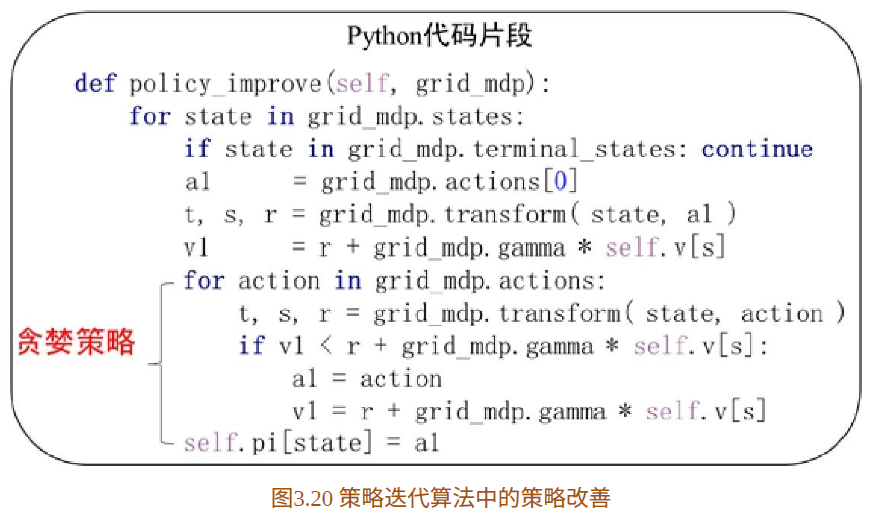 Python代码片段
def policy_improve(self, grid_mdp):
for state in grid_mdp.states:
if state in grid_mdp.terminal_states: continue
a1 = grid_mdp.actions[0]
t, s, r = grid_mdp.transform( state, a1 )
v1 = r + grid_mdp.gamma * self.v[s]
for action in grid_mdp.actions:
t, s, r = grid_mdp.transform( state, action )
贪婪策略
if v1 < r + grid_mdp.gamma * self.v[s]:
a1 = action
v1 = r + grid_mdp.gamma * self.v[s]
self.pi[state] = a1
图3.20 策略迭代算法中的策略改善